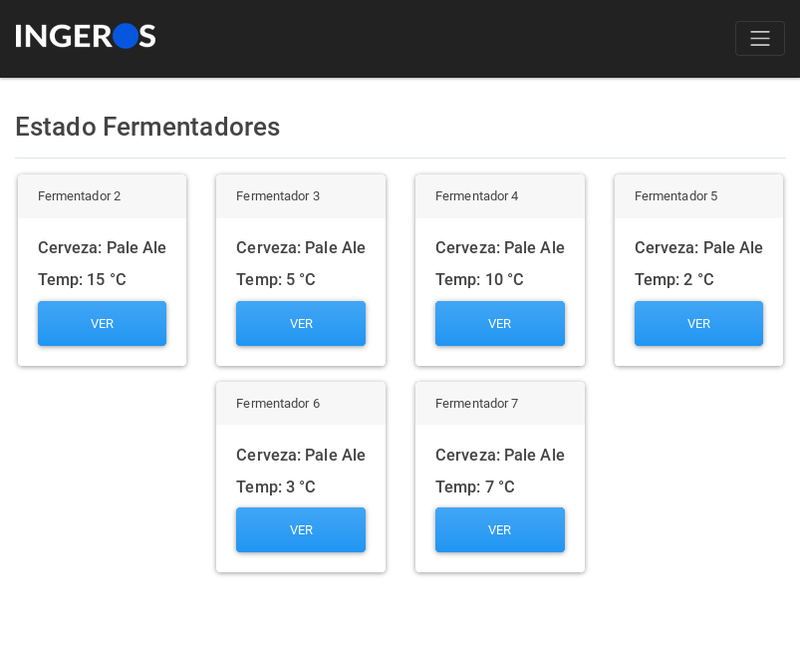 INGEROS
Estado Fermentadores
Fermentador 2
Cerveza: Pale Ale
Temp: 15 °C
VER
Fermentador 3
Cerveza: Pale Ale
Temp: 5 °C
VER
Fermentador 4
Cerveza: Pale Ale
Temp: 10 °C
VER
Fermentador 5
Cerveza: Pale Ale
Temp: 2 °C
VER
Fermentador 6
Cerveza: Pale Ale
Temp: 3 °C
VER
Fermentador 7
Cerveza: Pale Ale
Temp: 7 °C
VER